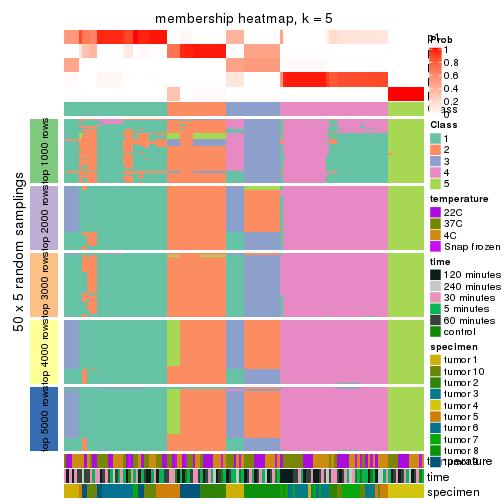 membership heatmap, k = 5
50 x 5 random samplings
top 1000 rows
top 2000 rows
top 3000 rows
top 4000 rows
top 5000 rows
p1
Prob
1
0.8
0.6
0.4
0.2
0
Class
1
2
3
4
5
temperature
22C
37C
4C
Snap frozen
time
120 minutes
240 minutes
30 minutes
5 minutes
60 minutes
control
specimen
tumor 1
tumor 10
tumor 2
tumor 3
tumor 4
tumor 5
tumor 6
tumor 7
tumor 8
temperature
time
specimen